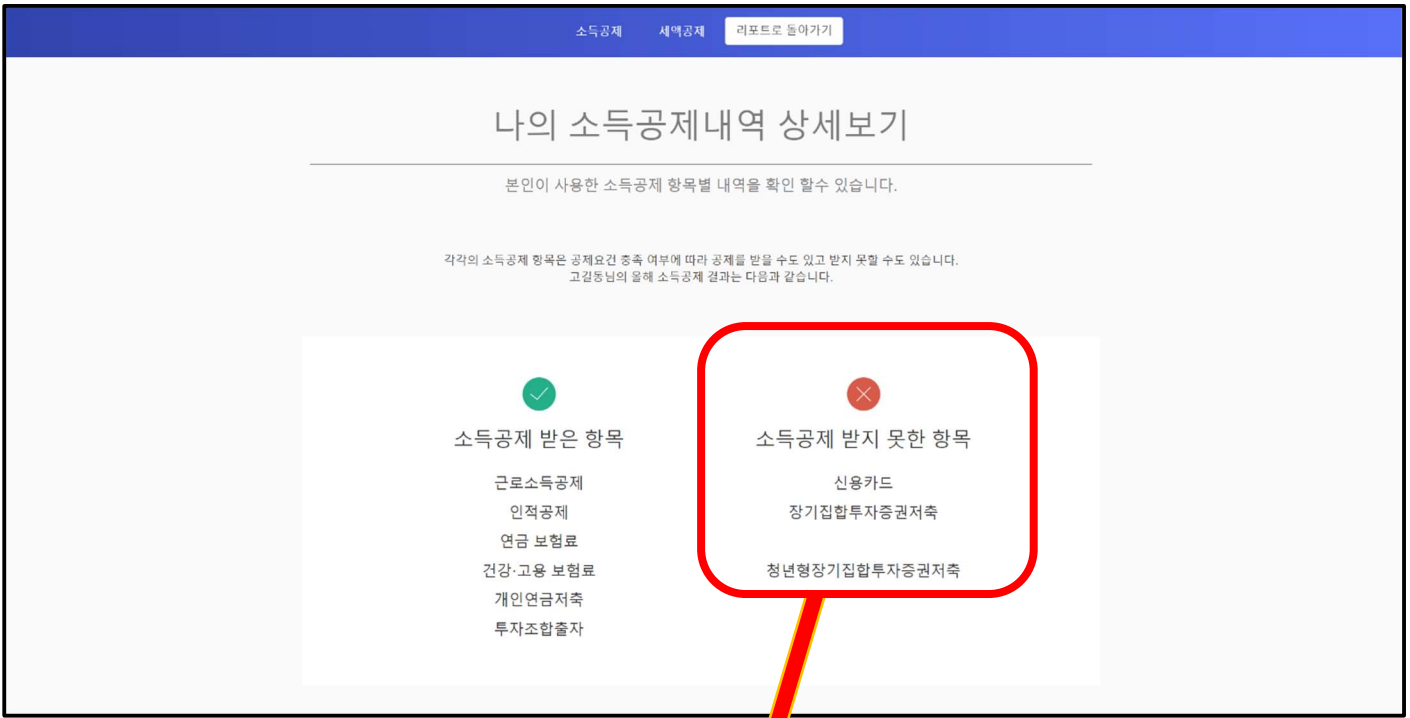 소득공제 세액공제 리포트로 돌아가기
나의 소득공제내역 상세보기
본인이 사용한 소득공제 항목별 내역을 확인 할수 있습니다.
각각의 소득공제 항목은 공제요건 충족 여부에 따라 공제를 받을 수도 있고 받지 못할 수도 있습니다.
고길동님의 올해 소득공제 결과는 다음과 같습니다.
소득공제 받은 항목
근로소득공제
인적공제
연금 보험료
건강·고용 보험료
개인연금저축
투자조합출자
소득공제 받지 못한 항목
신용카드
장기집합투자증권저축
청년형장기집합투자증권저축